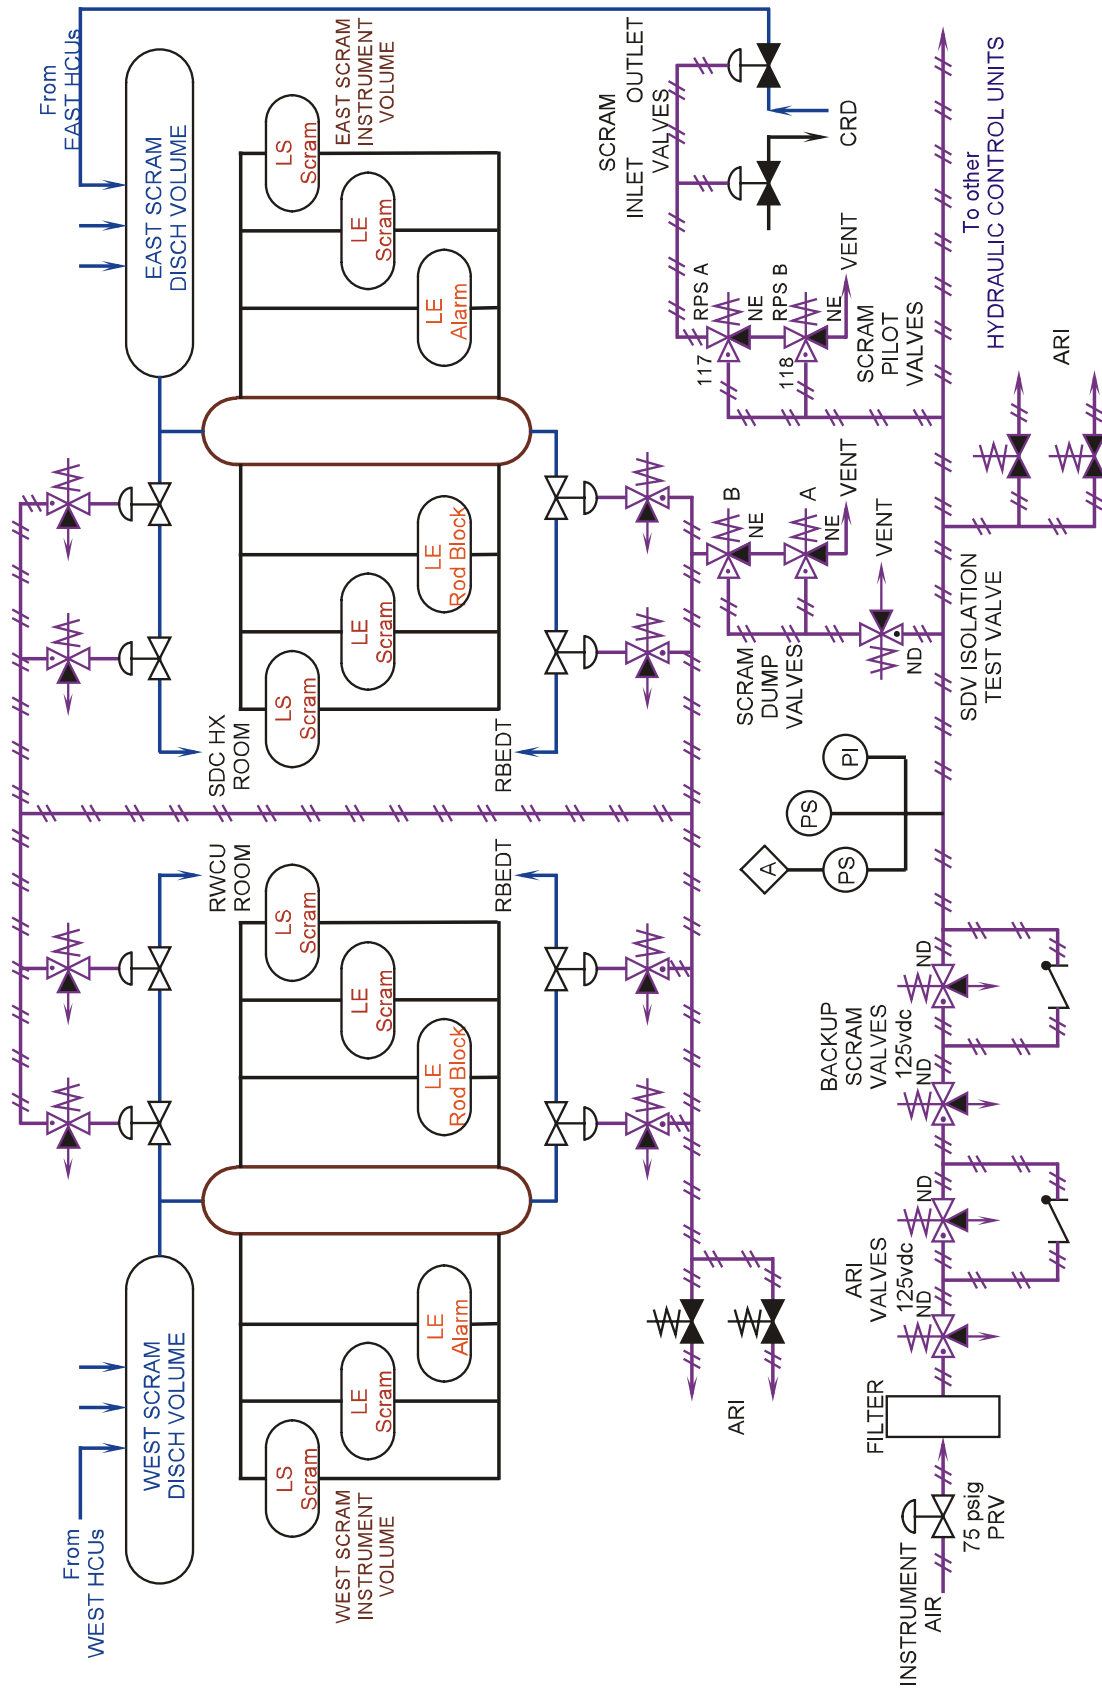 From
WEST HCUs
WEST SCRAM
DISCH VOLUME
RWCU
ROOM
SDC HX
ROOM
EAST SCRAM
DISCH VOLUME
From
EAST HCUs
WEST SCRAM
INSTRUMENT
VOLUME
LS
Scram
LE
Scram
LE
Alarm
LE
Rod Block
LE
Scram
LS
Scram
RBEDT
LS
Scram
LE
Scram
LE
Rod Block
LE
Alarm
LE
Scram
LS
Scram
EAST SCRAM
INSTRUMENT
VOLUME
RBEDT
ARI
SCRAM
DUMP
VALVES
B
NE
A
NE
VENT
VENT
ND
SCRAM
INLET OUTLET
VALVES
CRD
RPS A
NE
117
RPS B
NE
118
VENT
SCRAM
PILOT
VALVES
INSTRUMENT
AIR
75 psig
PRV
FILTER
ARI
VALVES
125vdc
ND
ND
BACKUP
SCRAM
VALVES
125vdc
ND
ND
A
PS
PS
PI
SDV ISOLATION
TEST VALVE
To other
HYDRAULIC CONTROL UNITS
ARI